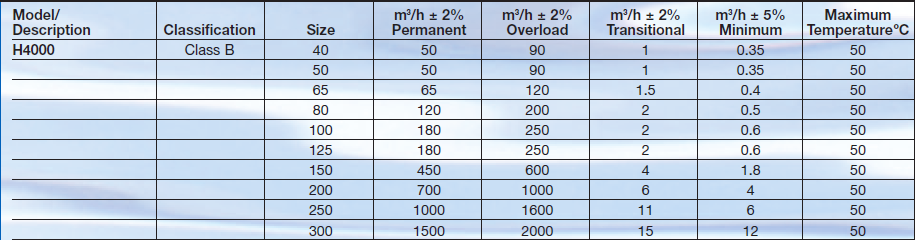 Model/ m³/h ± 2% m³/h ± 2% m³/h ± 2% m³/h ± 5% Maximum
Description Classification Size Permanent Overload Transitional Minimum Temperature°C
H4000 Class B 40 50 90 1 0.35 50
50 50 90 1 0.35 50
65 65 120 1.5 0.4 50
80 120 200 2 0.5 50
100 180 250 2 0.6 50
125 180 250 2 0.6 50
150 450 600 4 1.8 50
200 700 1000 6 4 50
250 1000 1600 11 6 50
300 1500 2000 15 12 50